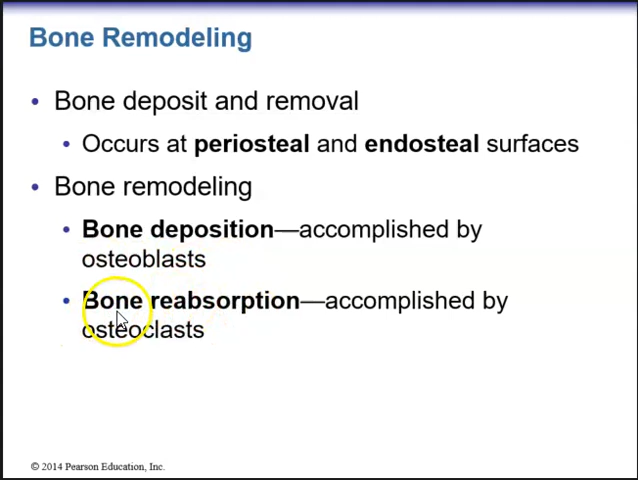 Bone Remodeling
• Bone deposit and removal
• Occurs at periosteal and endosteal surfaces
• Bone remodeling
• Bone deposition—accomplished by
osteoblasts
• Bone reabsorption—accomplished by
osteoclasts
© 2014 Pearson Education, Inc.